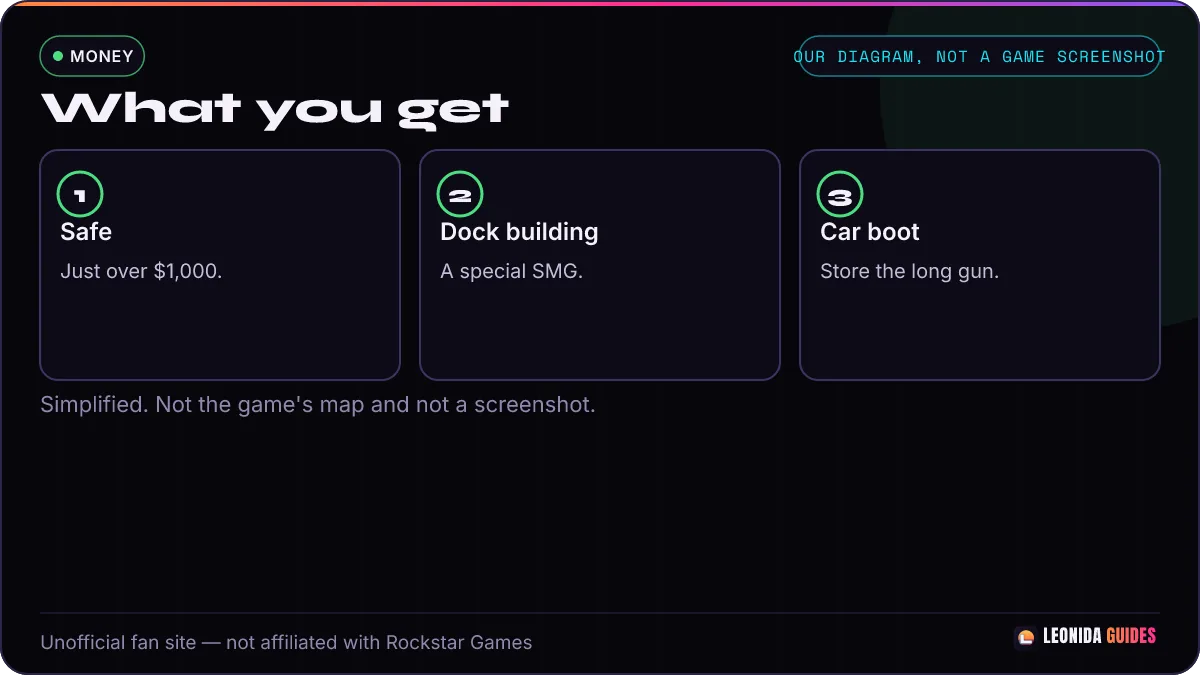 MONEY
OUR DIAGRAM, NOT A GAME SCREENSHOT
What you get
1
Safe
Just over $1,000.
2
Dock building
A special SMG.
3
Car boot
Store the long gun.
Simplified. Not the game's map and not a screenshot.
Unofficial fan site — not affiliated with Rockstar Games
LEONIDA GUIDES